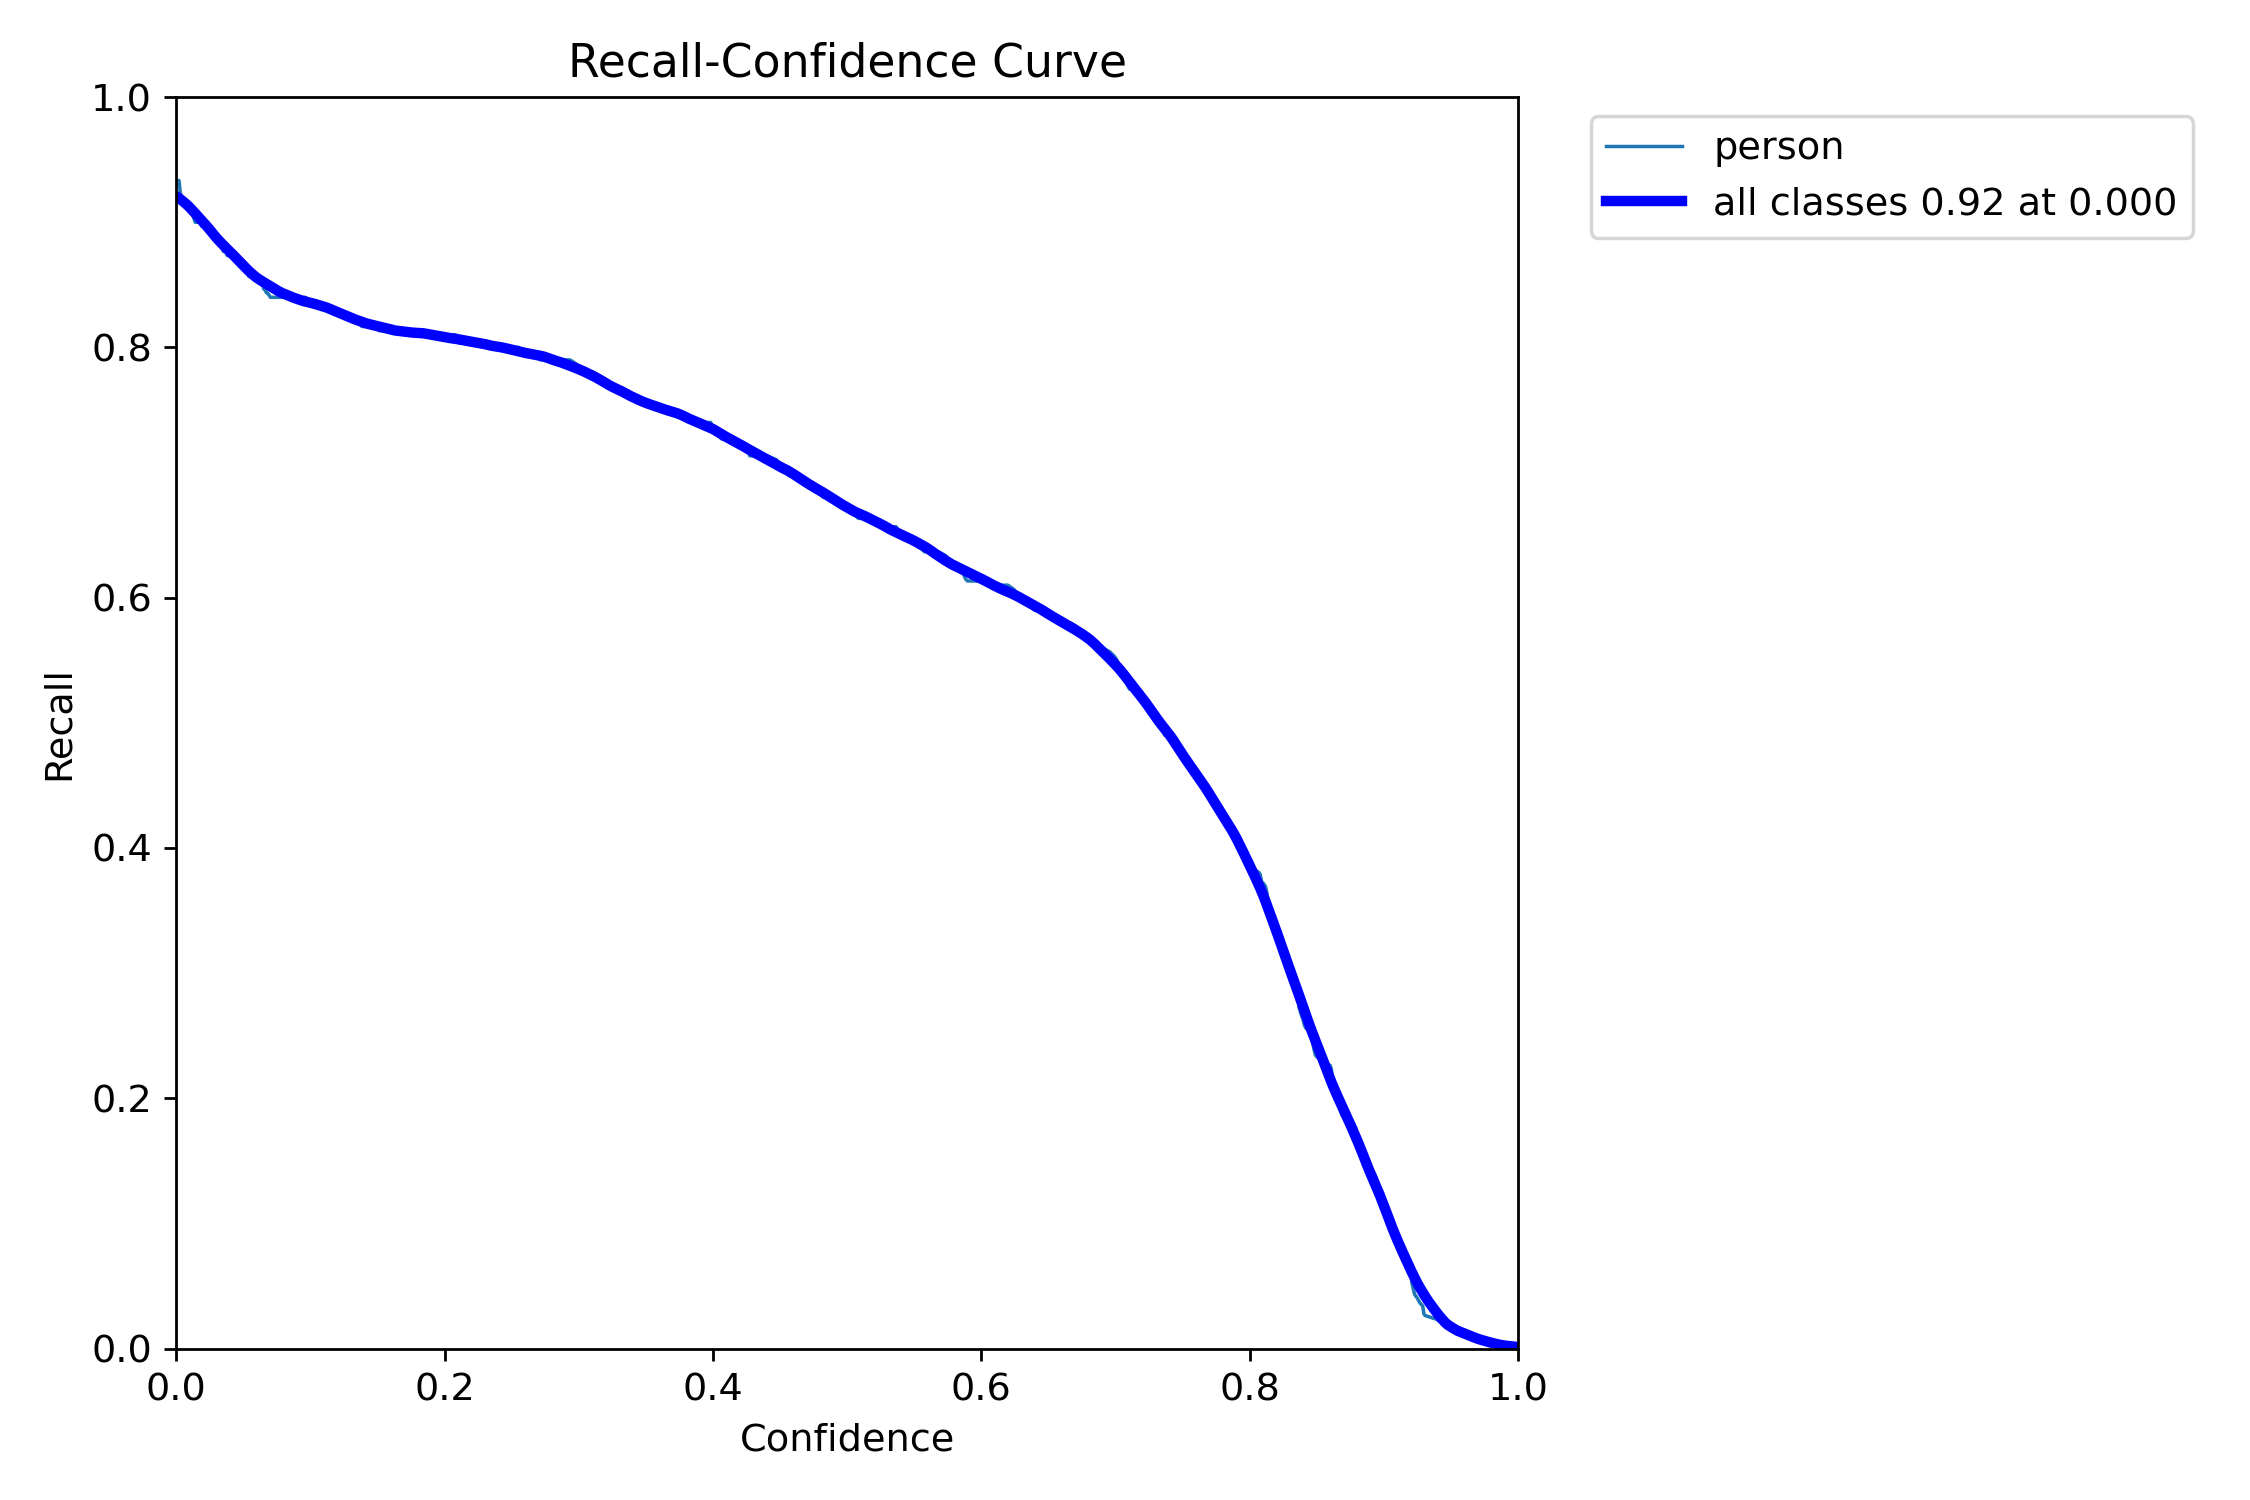 Recall-Confidence Curve
1.0
0.8
0.6
0.4
0.2
0.0
Recall
0.0 0.2 0.4 0.6 0.8 1.0
Confidence
person
all classes 0.92 at 0.000